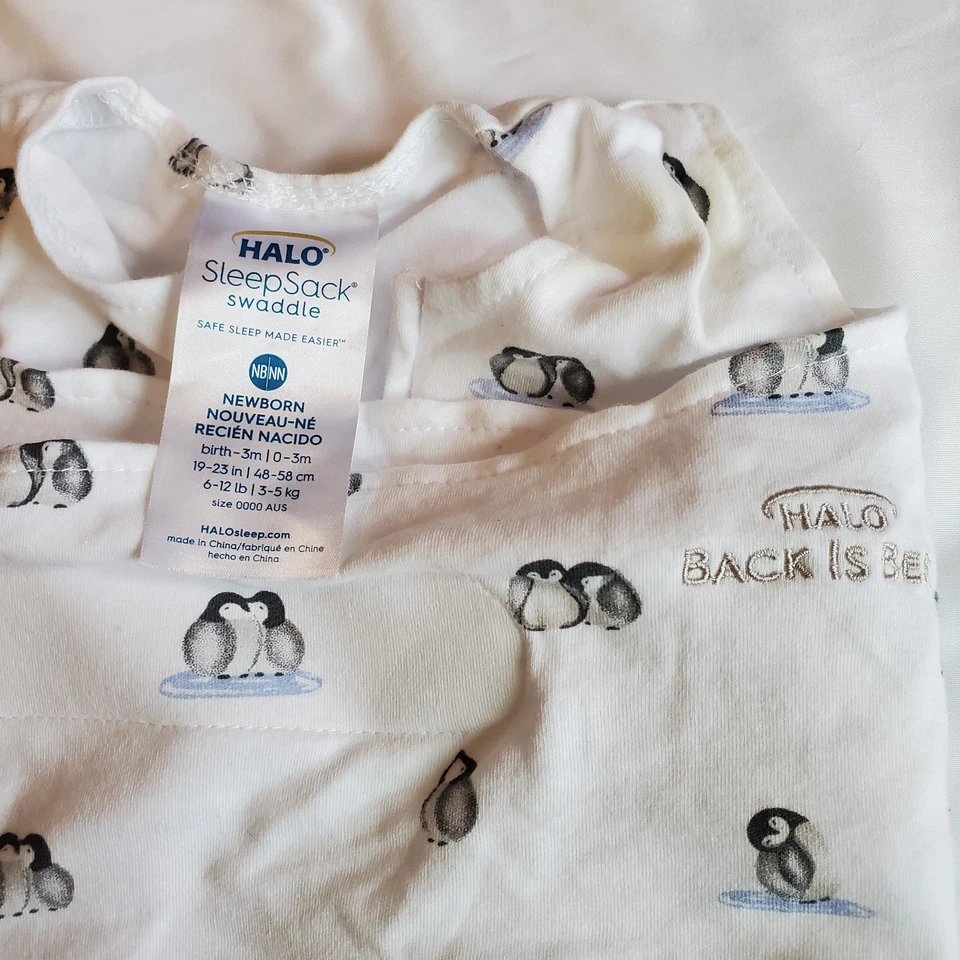 HALO®
SleepSack®
swaddle
SAFE SLEEP MADE EASIER™
NB|NN
NEWBORN
NOUVEAU-NÉ
RECIÉN NACIDO
birth-3m | 0-3m
19-23 in | 48-58 cm
6-12 lb | 3-5 kg
size 0000 AUS
HALOsleep.com
made in China/fabriqué en Chine
hecho en China
HALO
BACK IS